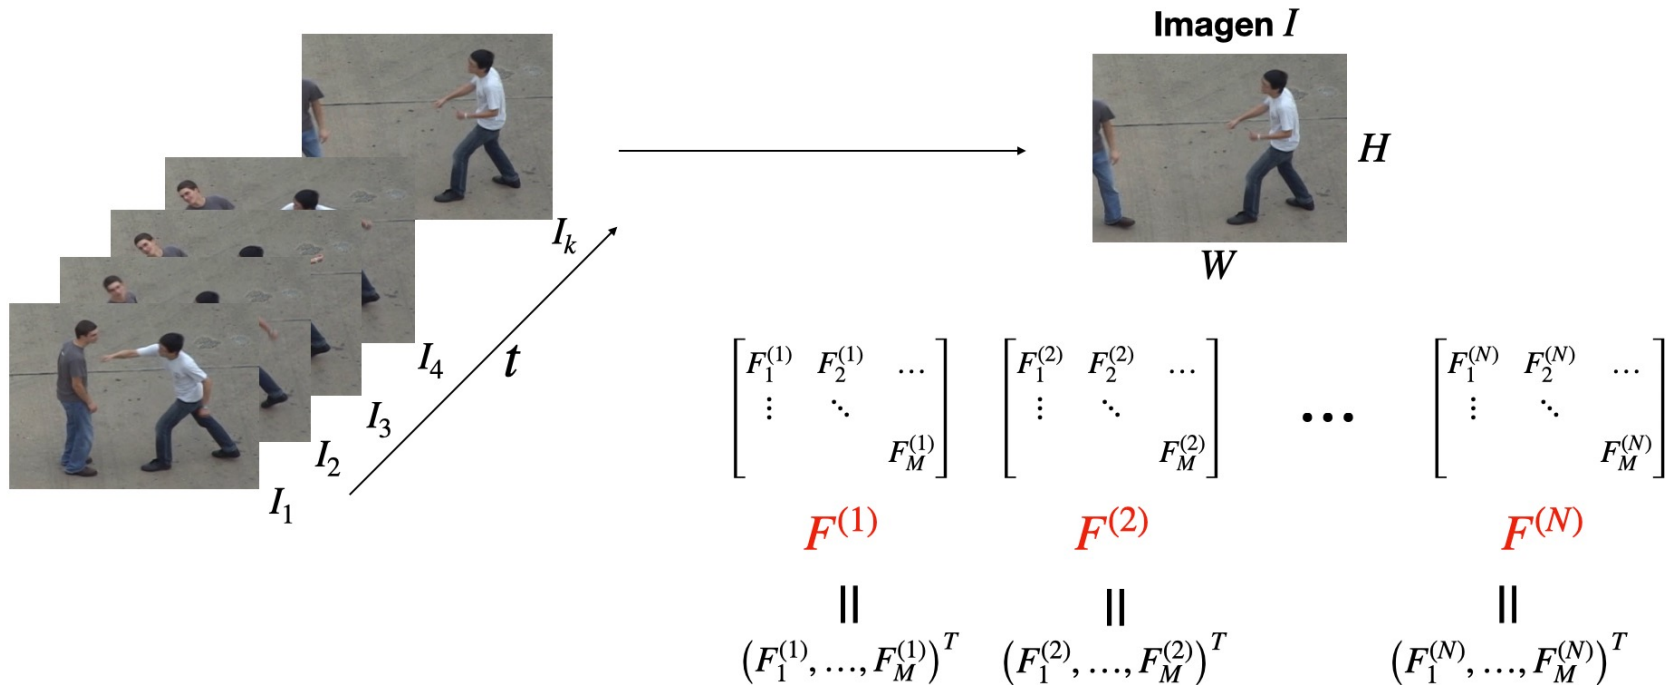 Imagen I
H
W
I_k
I_4
t
I_3
I_2
I_1
F_1^{(1)} F_2^{(1)} …
⋮ ⋱
F_M^{(1)}
F_1^{(2)} F_2^{(2)} …
⋮ ⋱
F_M^{(2)}
…
F_1^{(N)} F_2^{(N)} …
⋮ ⋱
F_M^{(N)}
F^{(1)} F^{(2)} F^{(N)}
|| || ||
(F_1^{(1)}, …, F_M^{(1)})^T (F_1^{(2)}, …, F_M^{(2)})^T (F_1^{(N)}, …, F_M^{(N)})^T